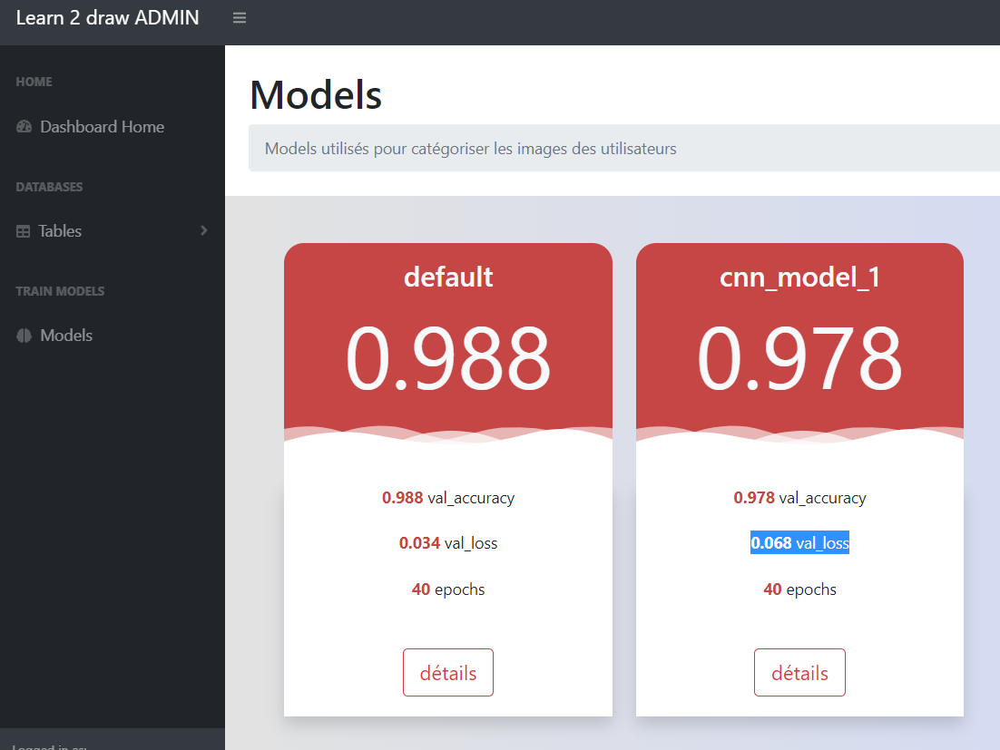 Learn 2 draw ADMIN
HOME
Dashboard Home
DATABASES
Tables
TRAIN MODELS
Models
Models
Models utilisés pour catégoriser les images des utilisateurs
default
0.988
0.988 val_accuracy
0.034 val_loss
40 epochs
détails
cnn_model_1
0.978
0.978 val_accuracy
0.068 val_loss
40 epochs
détails
Logged in as: